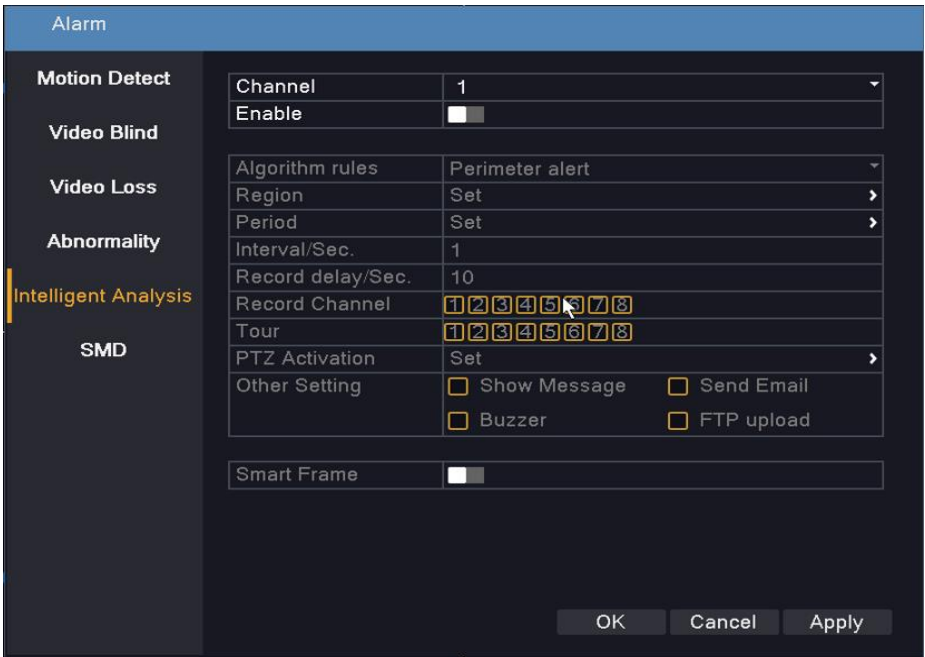 Alarm
Motion Detect
Video Blind
Video Loss
Abnormality
Intelligent Analysis
SMD
Channel 1
Enable
Algorithm rules Perimeter alert
Region Set
Period Set
Interval/Sec. 1
Record delay/Sec. 10
Record Channel 1 2 3 4 5 6 7 8
Tour 1 2 3 4 5 6 7 8
PTZ Activation Set
Other Setting Show Message Send Email
Buzzer FTP upload
Smart Frame
OK Cancel Apply